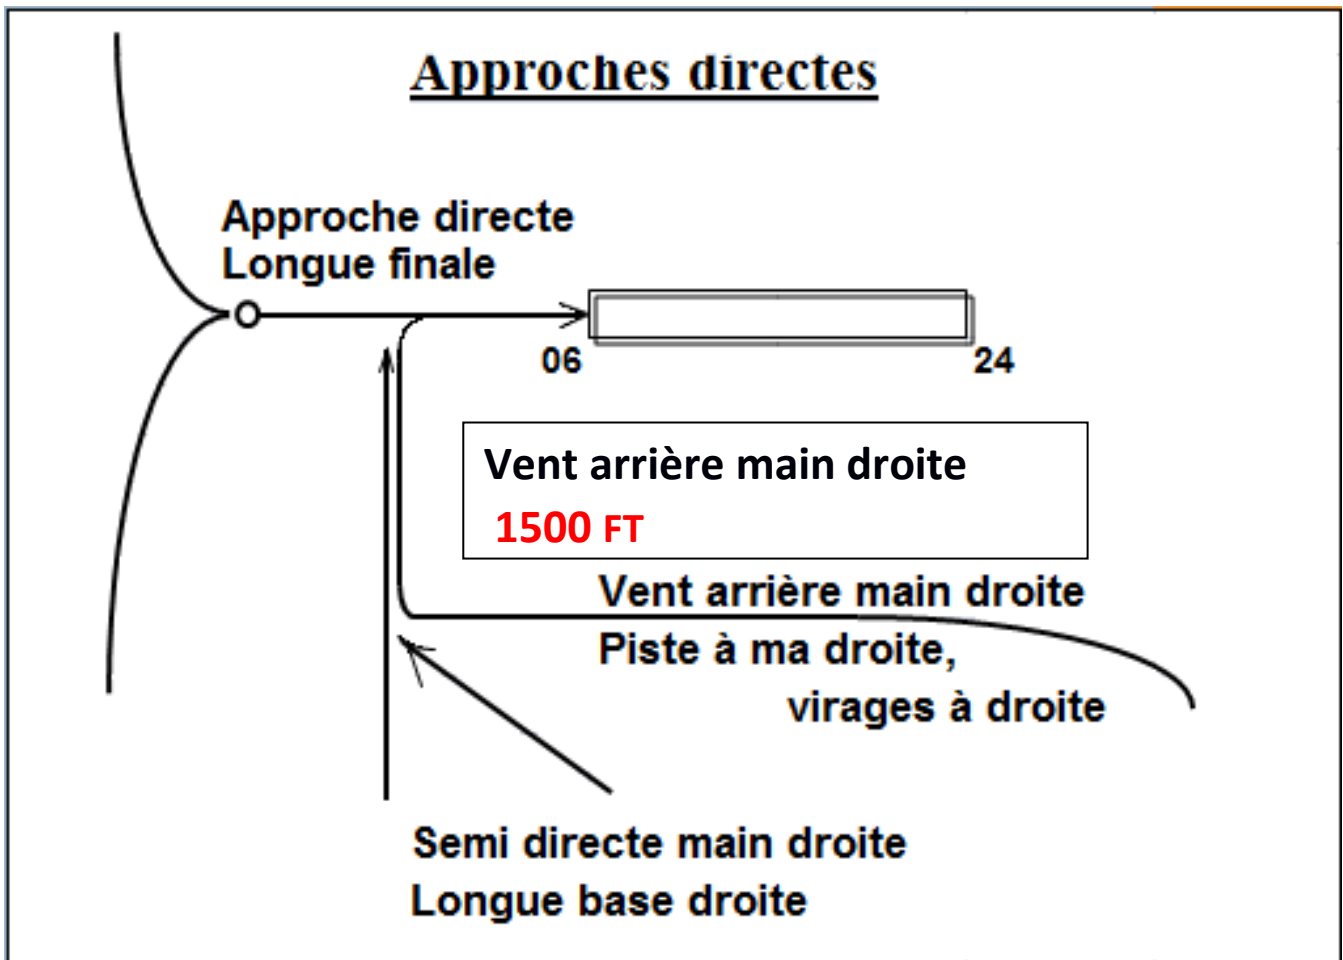 Approches directes
Approche directe
Longue finale
06
24
Vent arrière main droite
1500 FT
Vent arrière main droite
Piste à ma droite,
virages à droite
Semi directe main droite
Longue base droite